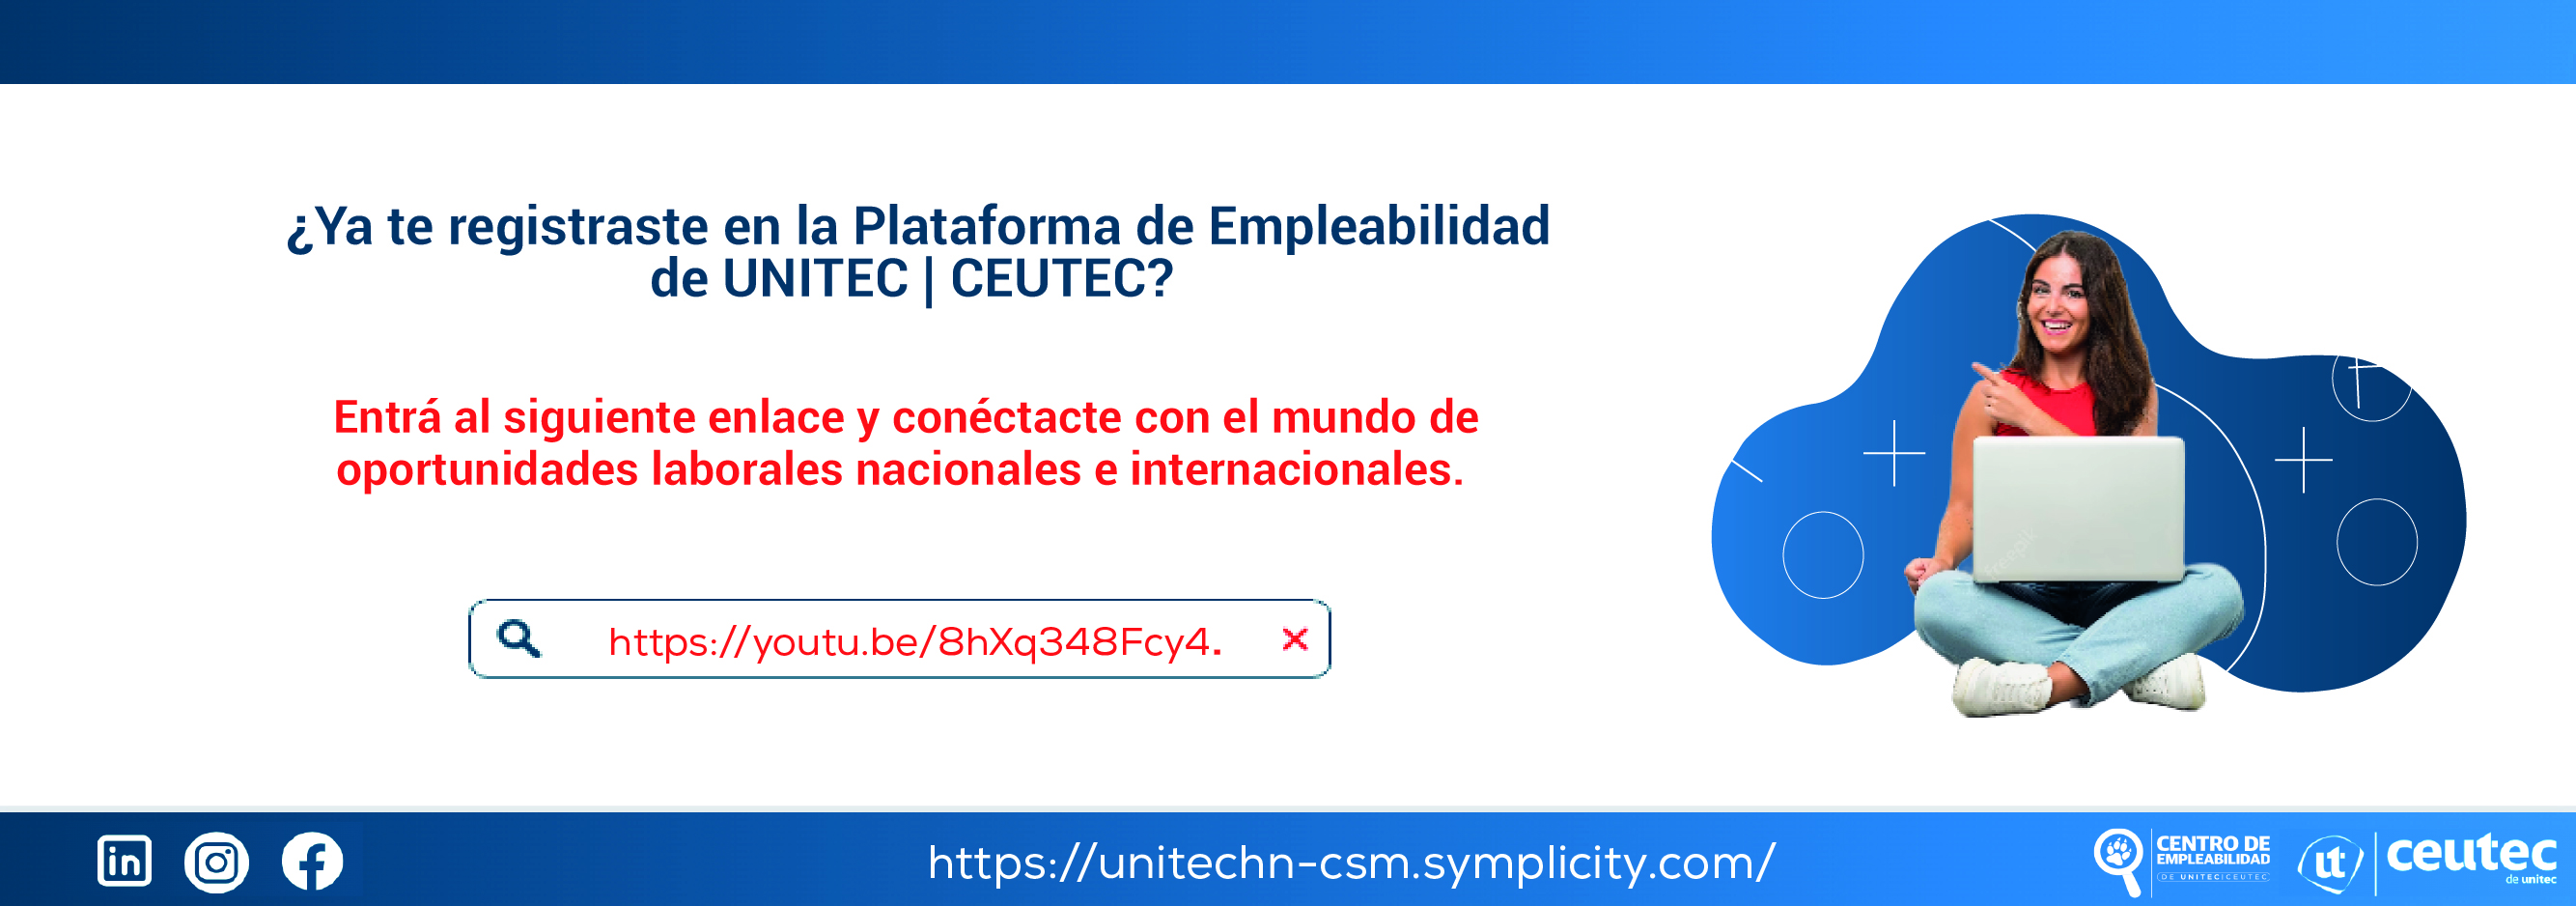 ¿Ya te registraste en la Plataforma de Empleabilidad
de UNITEC | CEUTEC?
Entrá al siguiente enlace y conéctacte con el mundo de
oportunidades laborales nacionales e internacionales.
https://youtu.be/8hXq348Fcy4.
freepik
https://unitechn-csm.symplicity.com/
CENTRO DE
EMPLEABILIDAD
DE UNITEC|CEUTEC
ut
ceutec
de unitec